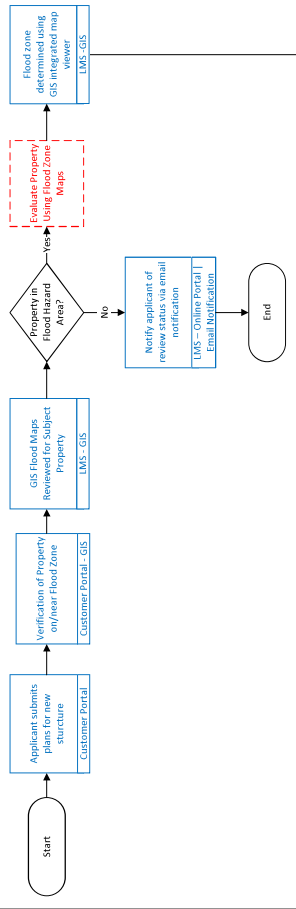 Start
Applicant submits
plans for new
sturcture
Customer Portal
Verification of Property
on/near Flood Zone
Customer Portal - GIS
GIS Flood Maps
Reviewed for Subject
Property
LMS - GIS
Property in
Flood Hazard
Area?
Yes
Evaluate Property
Using Flood Zone
Maps
Flood zone
determined using
GIS integrated map
viewer
LMS -GIS
No
Notify applicant of
review status via email
notification
LMS – Online Portal |
Email Notification
End